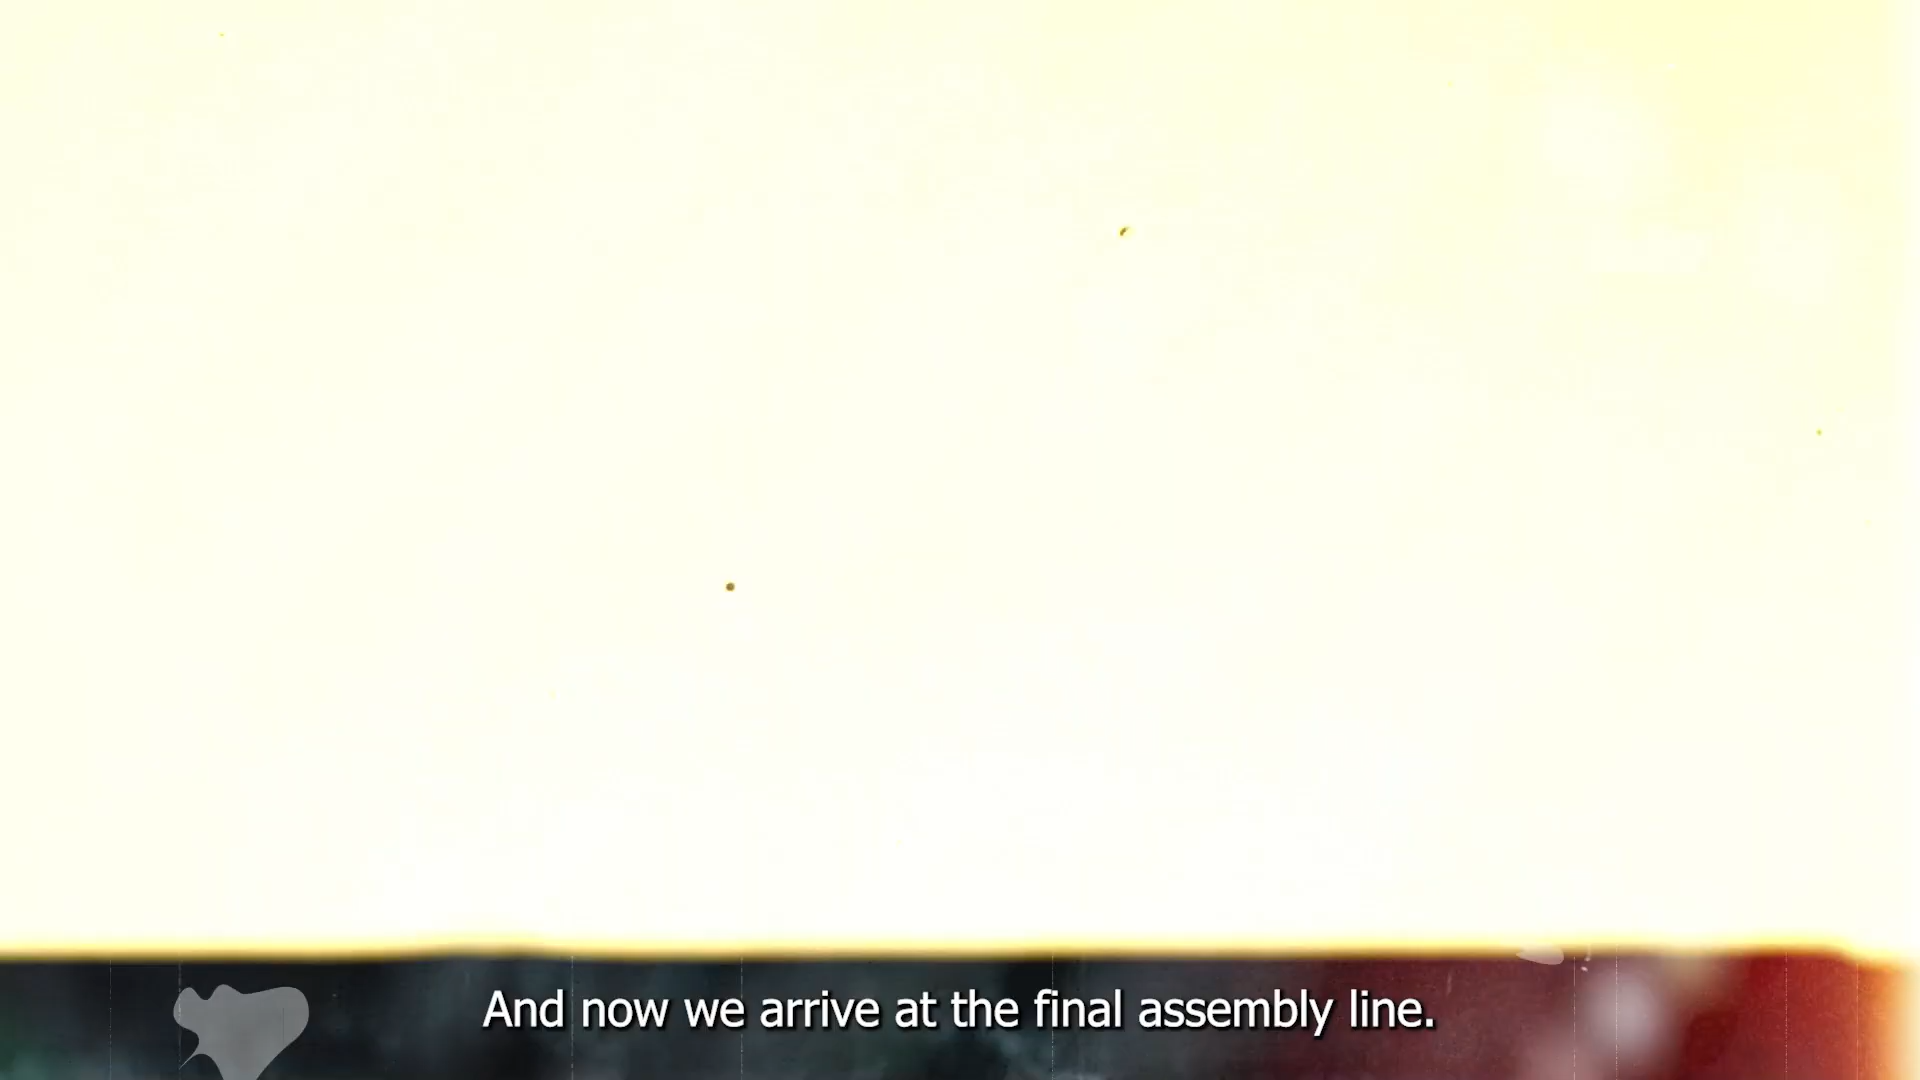 And now we arrive at the final assembly line.